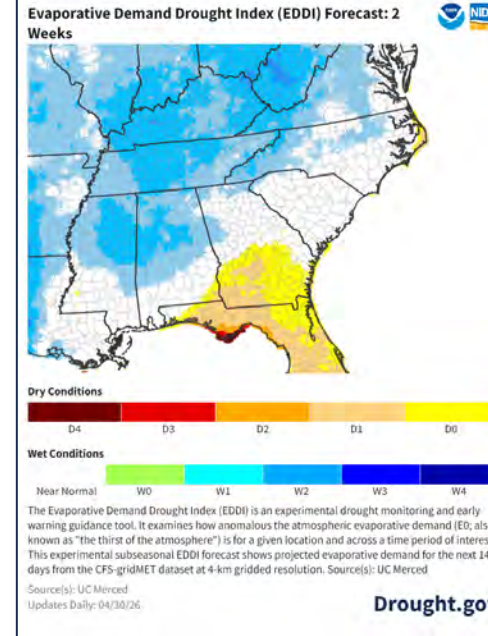 Evaporative Demand Drought Index (EDDI) Forecast: 2
Weeks
NID
Dry Conditions
D4 D3 D2 D1 D0
Wet Conditions
Near Normal W0 W1 W2 W3 W4
The Evaporative Demand Drought Index (EDDI) is an experimental drought monitoring and early
warning guidance tool. It examines how anomalous the atmospheric evaporative demand (E0; als
known as "the thirst of the atmosphere") is for a given location and across a time period of interes
This experimental subseasonal EDDI forecast shows projected evaporative demand for the next 14
days from the CFS-gridMET dataset at 4-km gridded resolution. Source(s): UC Merced
Source(s): UC Merced
Updates Daily: 04/30/26
Drought.gov